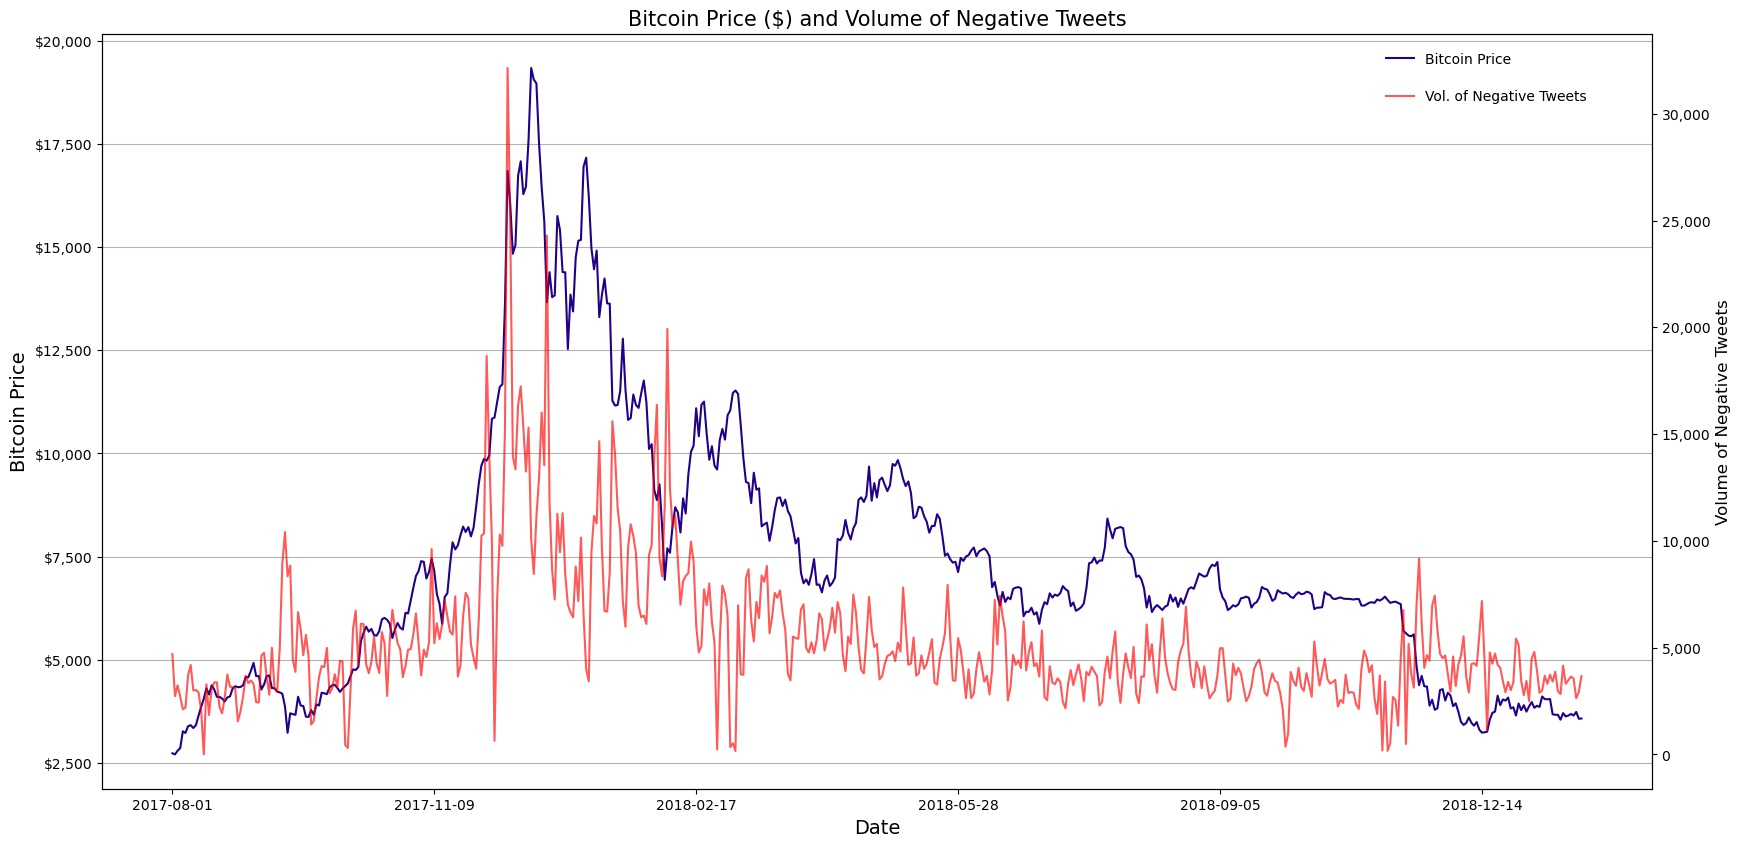 Bitcoin Price ($) and Volume of Negative Tweets
Bitcoin Price
Vol. of Negative Tweets
$20,000
$17,500
$15,000
$12,500
$10,000
$7,500
$5,000
$2,500
Bitcoin Price
30,000
25,000
20,000
15,000
10,000
5,000
0
Volume of Negative Tweets
2017-08-01 2017-11-09 2018-02-17 2018-05-28 2018-09-05 2018-12-14
Date